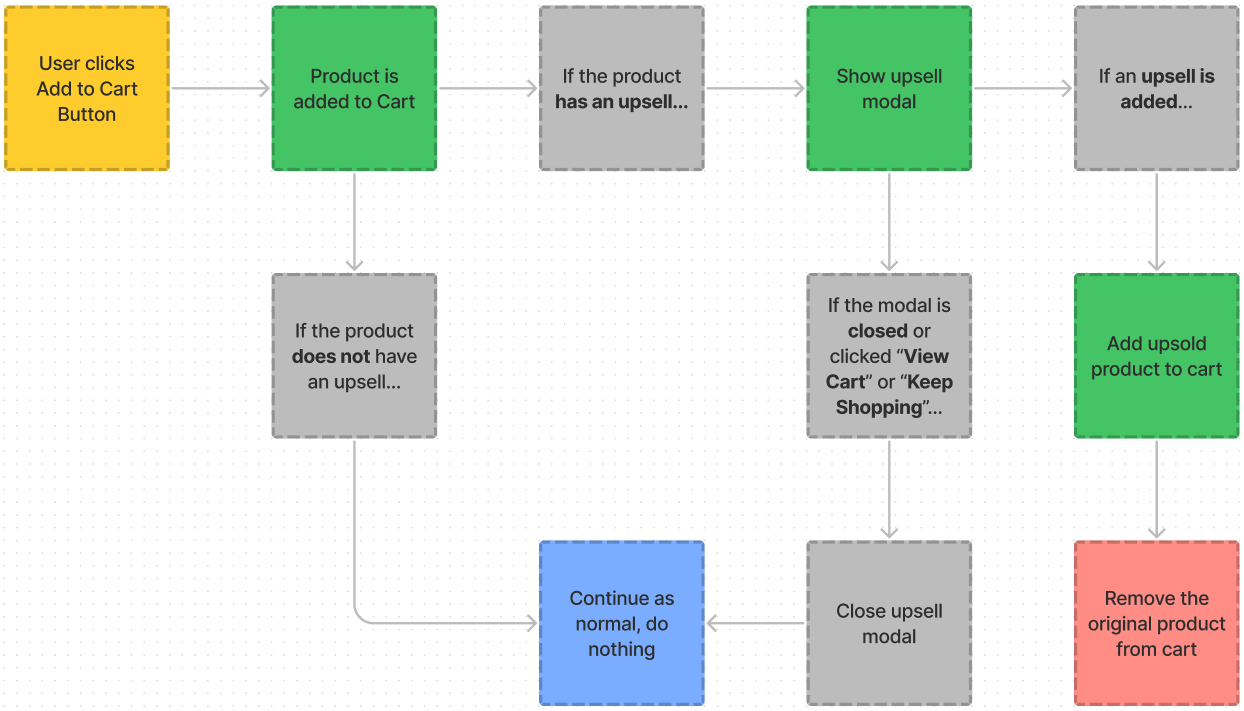 User clicks
Add to Cart
Button
Product is
added to Cart
If the product
has an upsell...
Show upsell
modal
If an upsell is
added...
If the product
does not have
an upsell...
If the modal is
closed or
clicked “View
Cart” or “Keep
Shopping”...
Add upsold
product to cart
Continue as
normal, do
nothing
Close upsell
modal
Remove the
original product
from cart